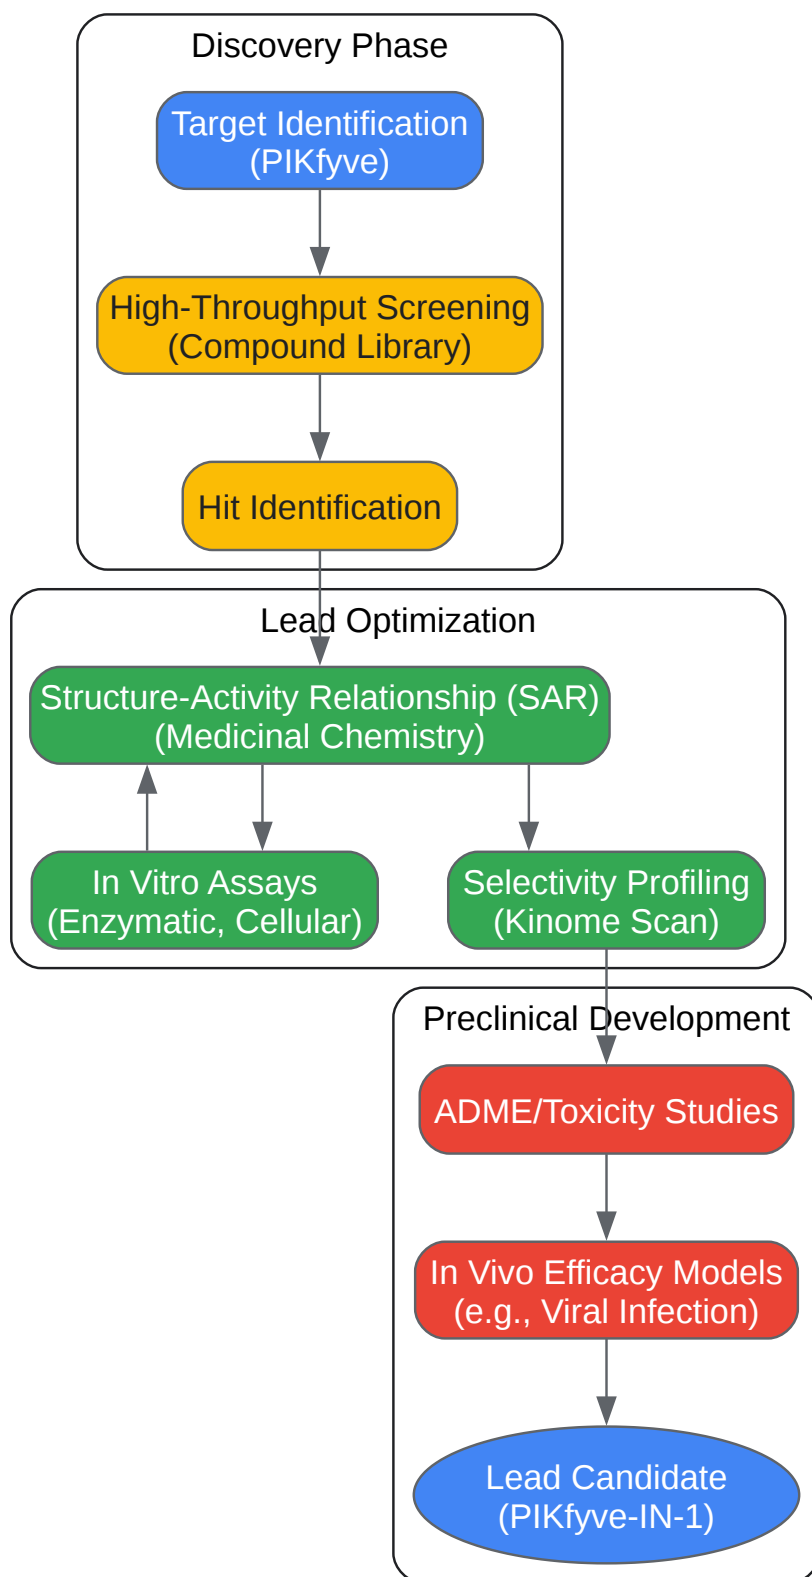 Discovery Phase
Target Identification
(PIKfyve)
High-Throughput Screening
(Compound Library)
Hit Identification
Lead Optimization
Structure-Activity Relationship (SAR)
(Medicinal Chemistry)
In Vitro Assays
(Enzymatic, Cellular)
Selectivity Profiling
(Kinome Scan)
Preclinical Development
ADME/Toxicity Studies
In Vivo Efficacy Models
(e.g., Viral Infection)
Lead Candidate
(PIKfyve-IN-1)